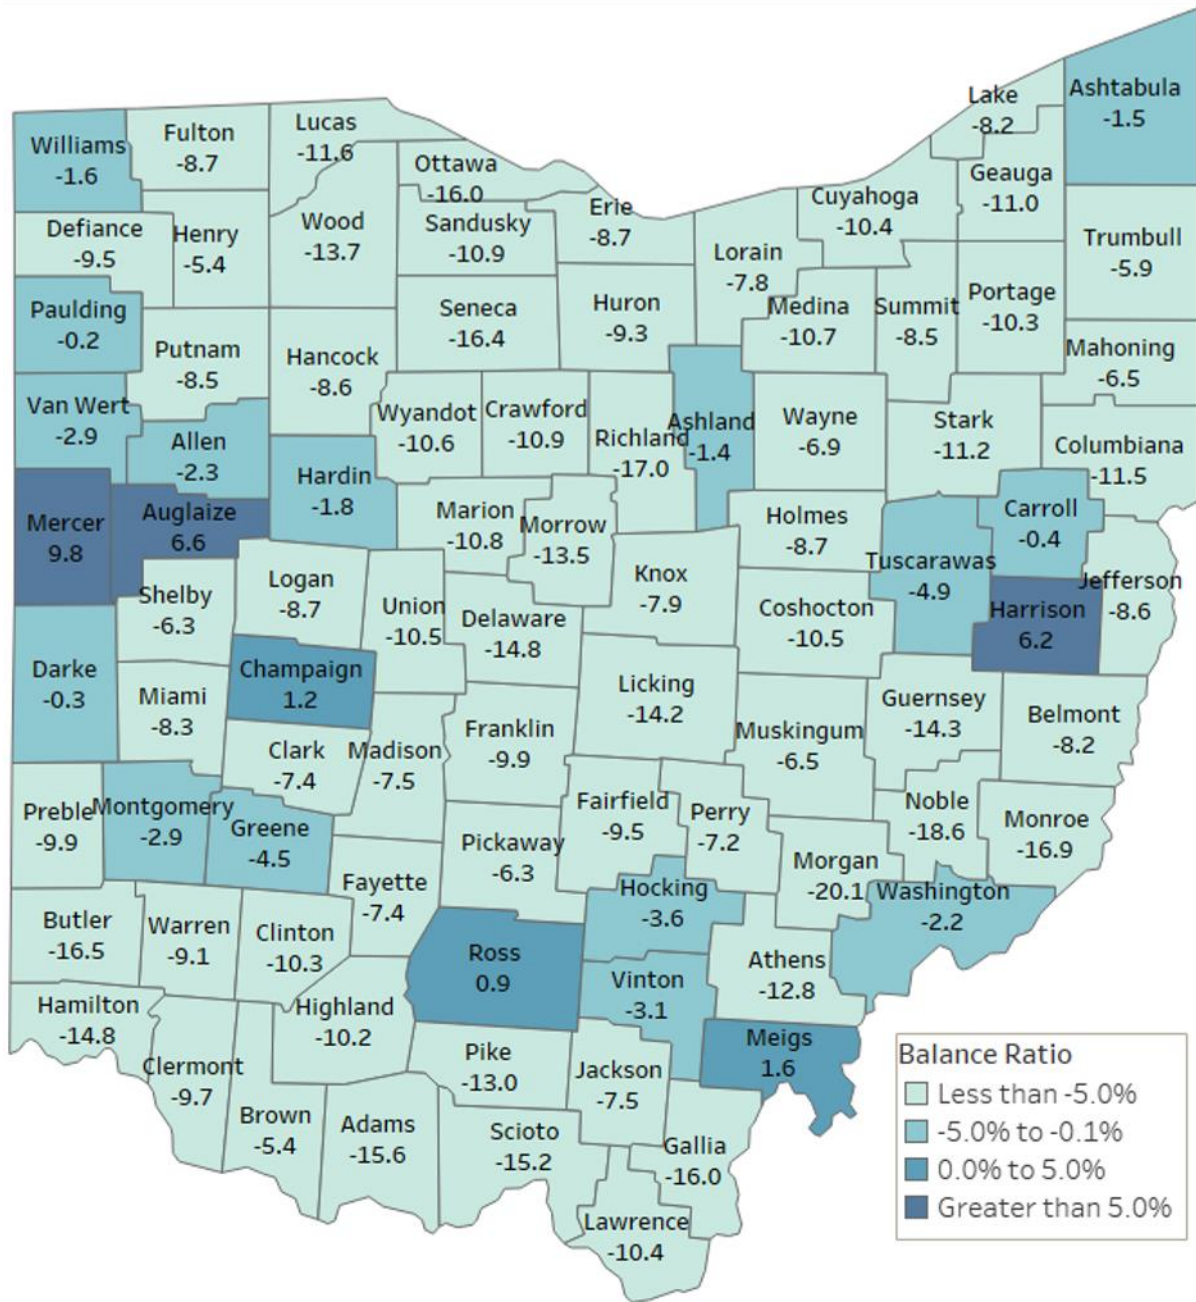 Lake
-8.2
Ashtabula
-1.5
Williams
-1.6
Fulton
-8.7
Lucas
-11.6
Ottawa
-16.0
Geauga
-11.0
Cuyahoga
-10.4
Erie
-8.7
Wood
-13.7
Sandusky
-10.9
Defiance
-9.5
Henry
-5.4
Lorain
-7.8
Trumbull
-5.9
Paulding
-0.2
Seneca
-16.4
Huron
-9.3
Medina
-10.7
Summit
-8.5
Portage
-10.3
Putnam
-8.5
Hancock
-8.6
Mahoning
-6.5
Van Wert
-2.9
Allen
-2.3
Wyandot
-10.6
Crawford
-10.9
Richland
-17.0
Ashland
-1.4
Wayne
-6.9
Stark
-11.2
Columbiana
-11.5
Hardin
-1.8
Mercer
9.8
Auglaize
6.6
Marion
-10.8
Morrow
-13.5
Holmes
-8.7
Carroll
-0.4
Tuscarawas
-4.9
Logan
-8.7
Knox
-7.9
Jefferson
-8.6
Shelby
-6.3
Union
-10.5
Delaware
-14.8
Coshocton
-10.5
Harrison
6.2
Darke
-0.3
Champaign
1.2
Miami
-8.3
Licking
-14.2
Guernsey
-14.3
Belmont
-8.2
Franklin
-9.9
Muskingum
-6.5
Clark
-7.4
Madison
-7.5
Preble
-9.9
Montgomery
-2.9
Greene
-4.5
Fairfield
-9.5
Perry
-7.2
Noble
-18.6
Monroe
-16.9
Pickaway
-6.3
Morgan
-20.1
Fayette
-7.4
Hocking
-3.6
Washington
-2.2
Butler
-16.5
Warren
-9.1
Clinton
-10.3
Ross
0.9
Athens
-12.8
Vinton
-3.1
Hamilton
-14.8
Highland
-10.2
Meigs
1.6
Pike
-13.0
Jackson
-7.5
Clermont
-9.7
Brown
-5.4
Adams
-15.6
Scioto
-15.2
Gallia
-16.0
Lawrence
-10.4
Balance Ratio
Less than -5.0%
-5.0% to -0.1%
0.0% to 5.0%
Greater than 5.0%